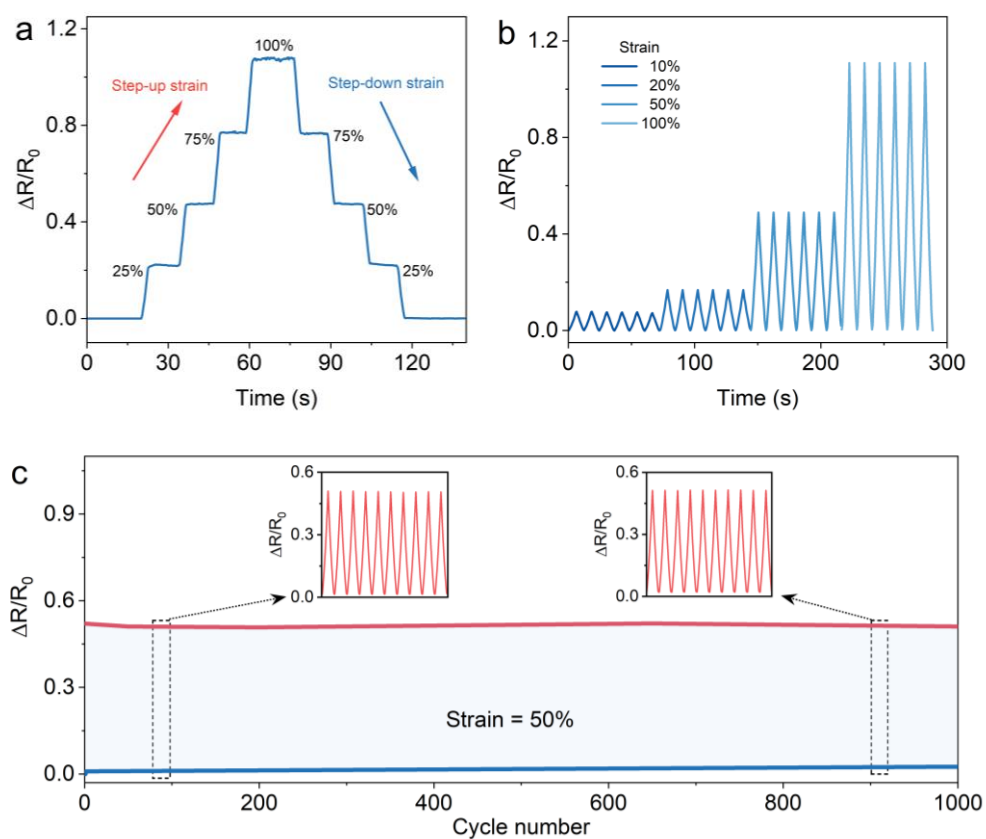 a
1.2
0.8
0.4
0.0
ΔR/R₀
0
30
60
90
120
Time (s)
Step-up strain
Step-down strain
100%
75%
75%
50%
50%
25%
25%
b
1.2
0.8
0.4
0.0
ΔR/R₀
0
100
200
300
Time (s)
Strain
10%
20%
50%
100%
c
0.9
0.6
0.3
0.0
ΔR/R₀
0
200
400
600
800
1000
Cycle number
Strain = 50%
0.6
0.3
0.0
ΔR/R₀
0.6
0.3
0.0
ΔR/R₀